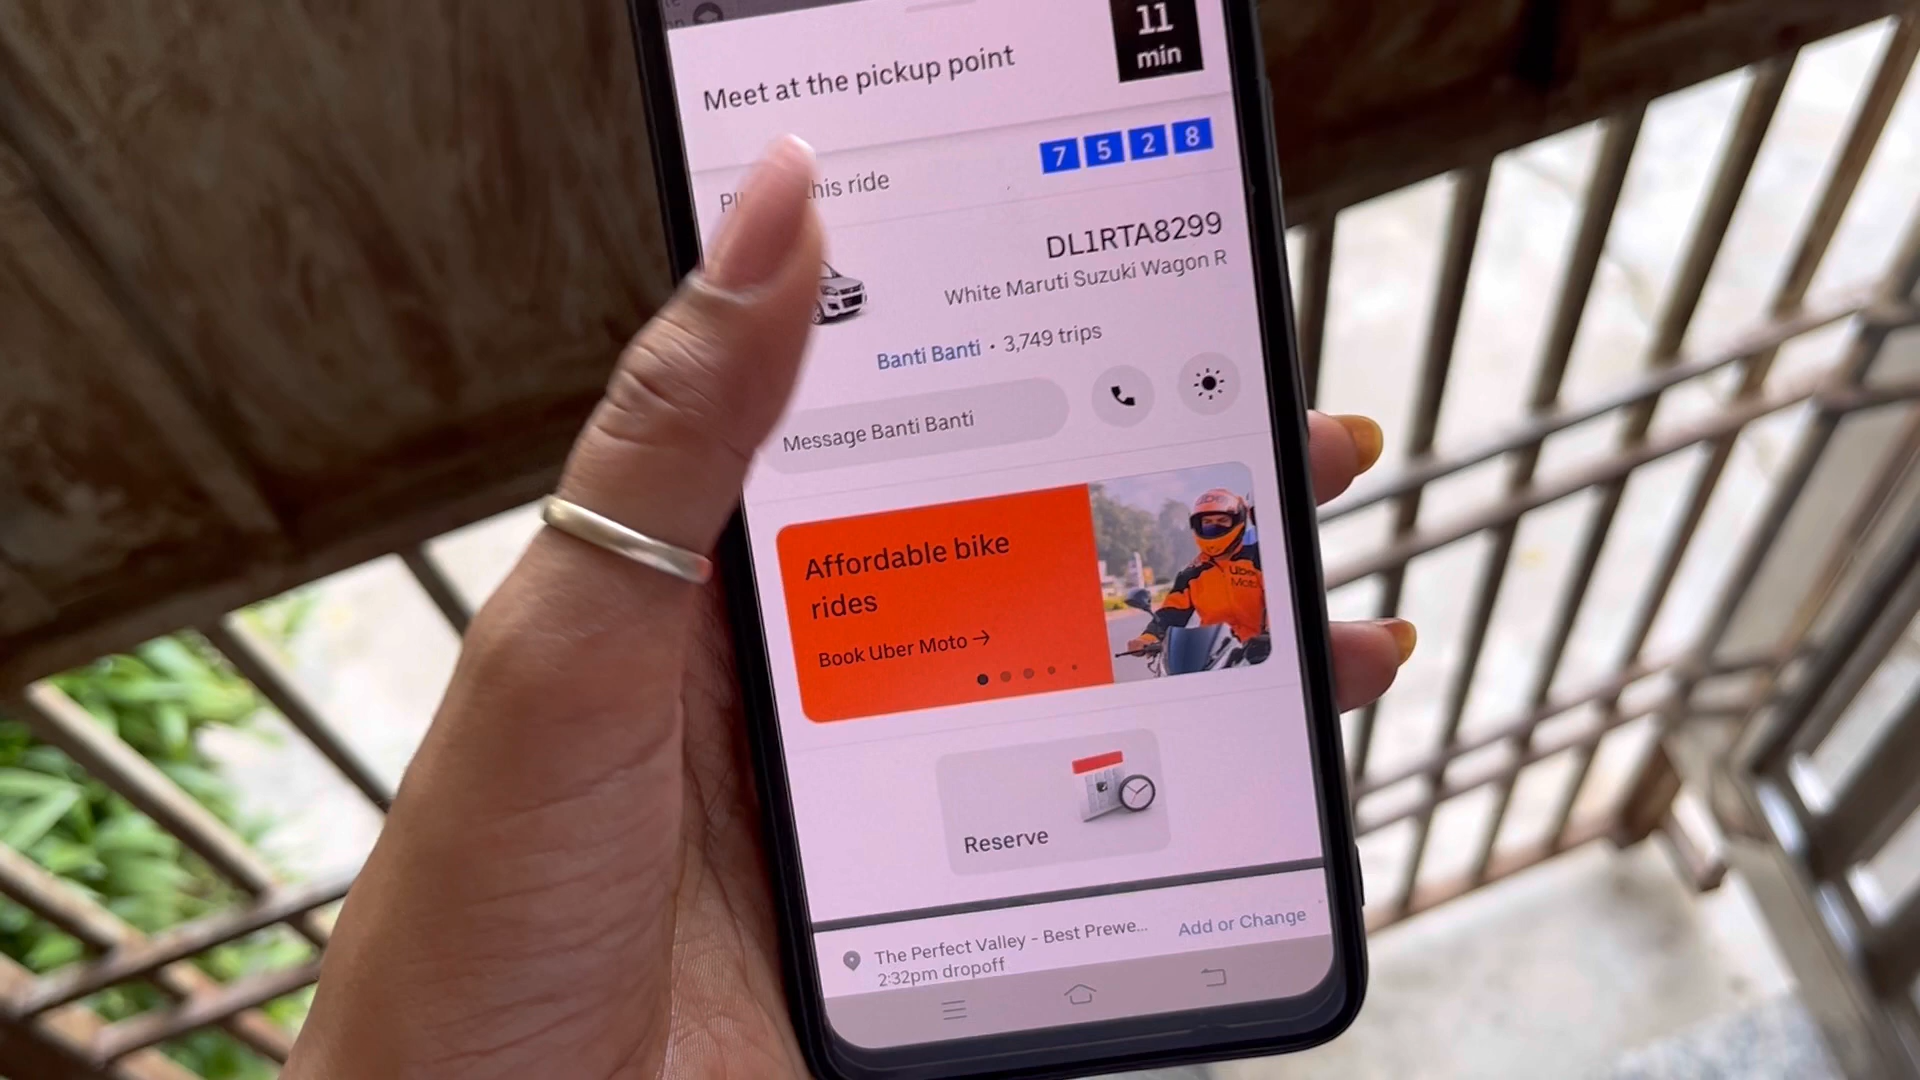 11
min
Meet at the pickup point
7 5 2 8
this ride
DL1RTA8299
White Maruti Suzuki Wagon R
Banti Banti • 3,749 trips
Message Banti Banti
Affordable bike
rides
Book Uber Moto →
Uber
Moto
Reserve
The Perfect Valley - Best Prewe...
Add or Change
2:32pm dropoff